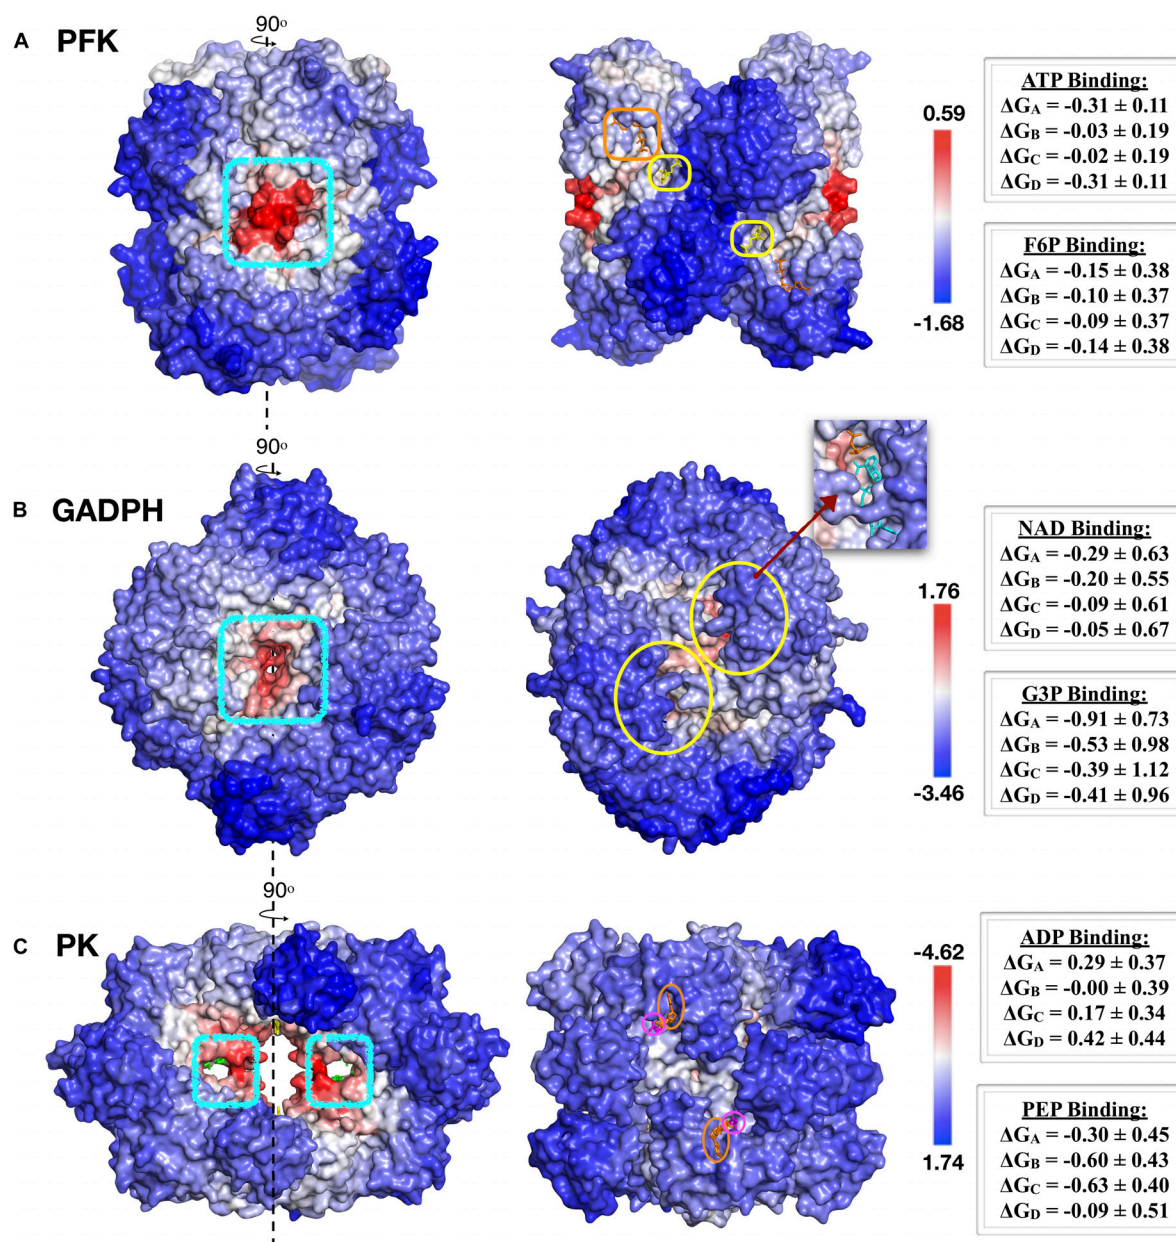 A PFK
90°
0.59
-1.68
ATP Binding:
ΔGA = -0.31 ± 0.11
ΔGB = -0.03 ± 0.19
ΔGC = -0.02 ± 0.19
ΔGD = -0.31 ± 0.11
F6P Binding:
ΔGA = -0.15 ± 0.38
ΔGB = -0.10 ± 0.37
ΔGC = -0.09 ± 0.37
ΔGD = -0.14 ± 0.38
B GADPH
90°
1.76
-3.46
NAD Binding:
ΔGA = -0.29 ± 0.63
ΔGB = -0.20 ± 0.55
ΔGC = -0.09 ± 0.61
ΔGD = -0.05 ± 0.67
G3P Binding:
ΔGA = -0.91 ± 0.73
ΔGB = -0.53 ± 0.98
ΔGC = -0.39 ± 1.12
ΔGD = -0.41 ± 0.96
C PK
90°
-4.62
1.74
ADP Binding:
ΔGA = 0.29 ± 0.37
ΔGB = -0.00 ± 0.39
ΔGC = 0.17 ± 0.34
ΔGD = 0.42 ± 0.44
PEP Binding:
ΔGA = -0.30 ± 0.45
ΔGB = -0.60 ± 0.43
ΔGC = -0.63 ± 0.40
ΔGD = -0.09 ± 0.51